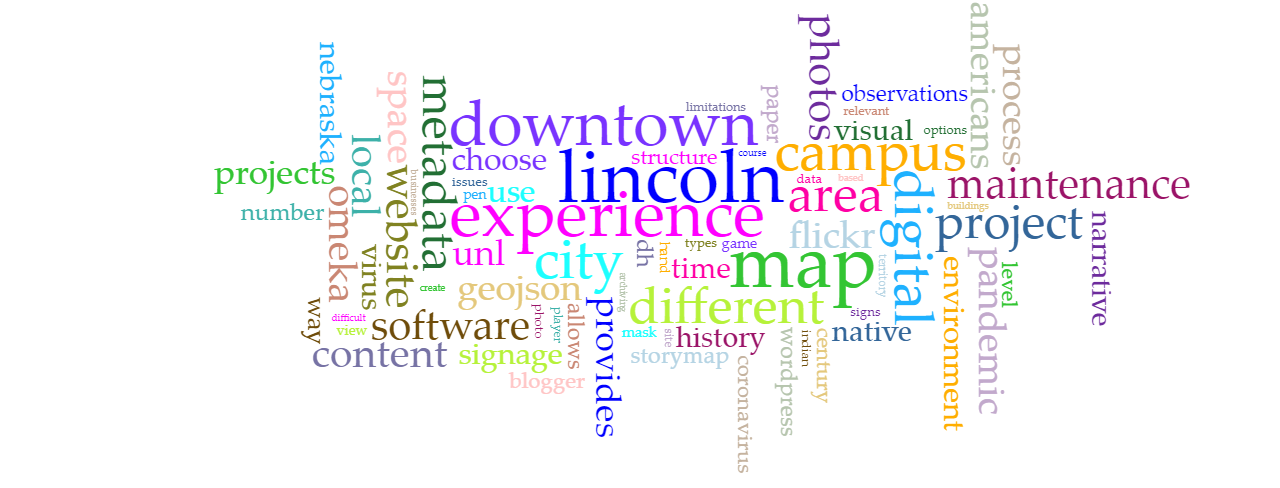 americans
photos
process
nebraska
space
metadata
paper
observations
limitations
downtown
relevant
visual
options
local
choose
structure
course
campus
projects
website
businesses
issues
pen
use
lincoln
data
based
area
digital
maintenance
omeka
number
experience
buildings
project
narrative
virus
unl
city
dh
hand
types
game
flickr
time
map
territory
environment
pandemic
level
create
geojson
archiving
different
way
difficult
view
software
photo
player
allows
provides
mask
site
history
signs
native
content
signage
storymap
wordpress
indian
century
blogger
coronavirus